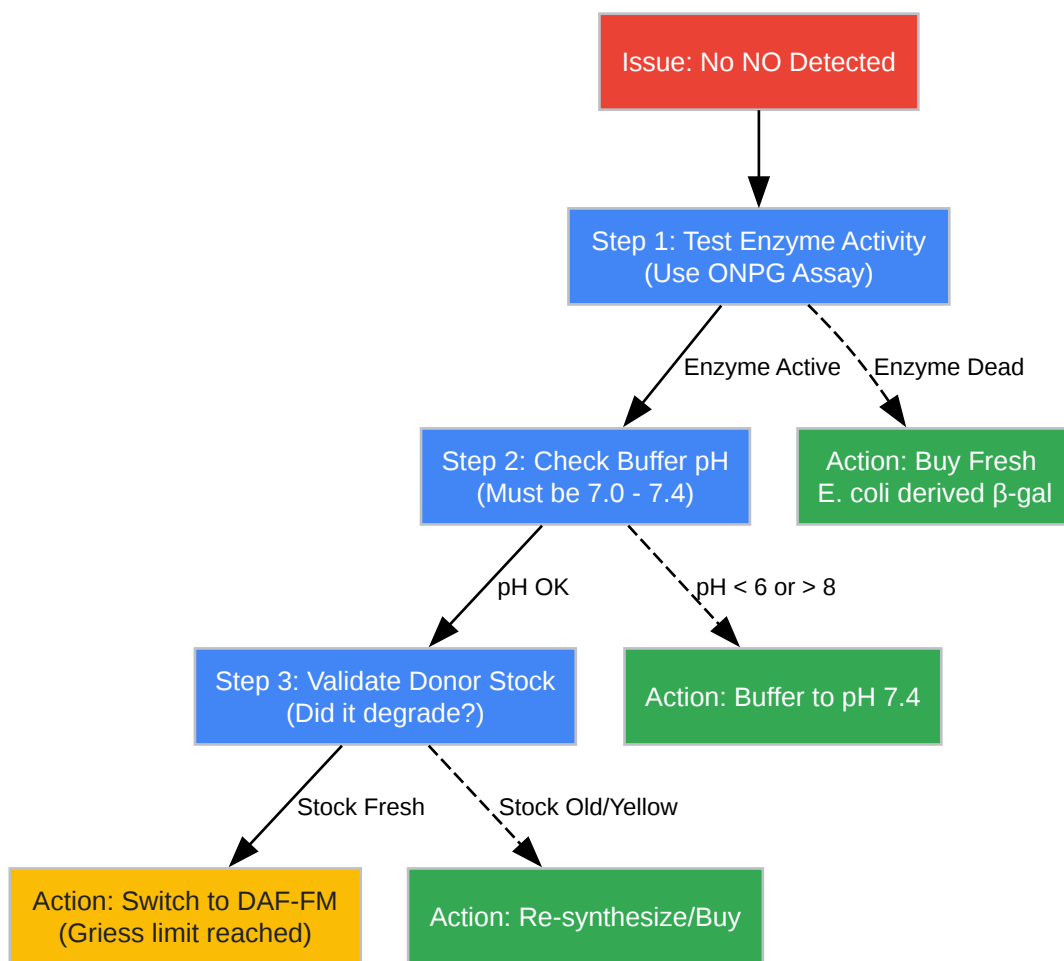 Issue: No NO Detected
Step 1: Test Enzyme Activity
(Use ONPG Assay)
Enzyme Active
Enzyme Dead
Step 2: Check Buffer pH
(Must be 7.0 - 7.4)
Action: Buy Fresh
E. coli derived β-gal
pH OK
pH < 6 or > 8
Step 3: Validate Donor Stock
(Did it degrade?)
Action: Buffer to pH 7.4
Stock Fresh
Stock Old/Yellow
Action: Switch to DAF-FM
(Griess limit reached)
Action: Re-synthesize/Buy